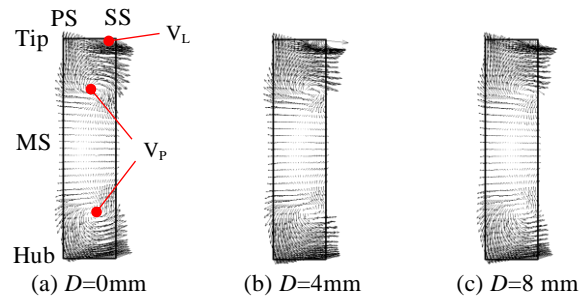 PS SS
Tip
V_L
MS
V_P
Hub
(a) D=0mm
(b) D=4mm
(c) D=8 mm